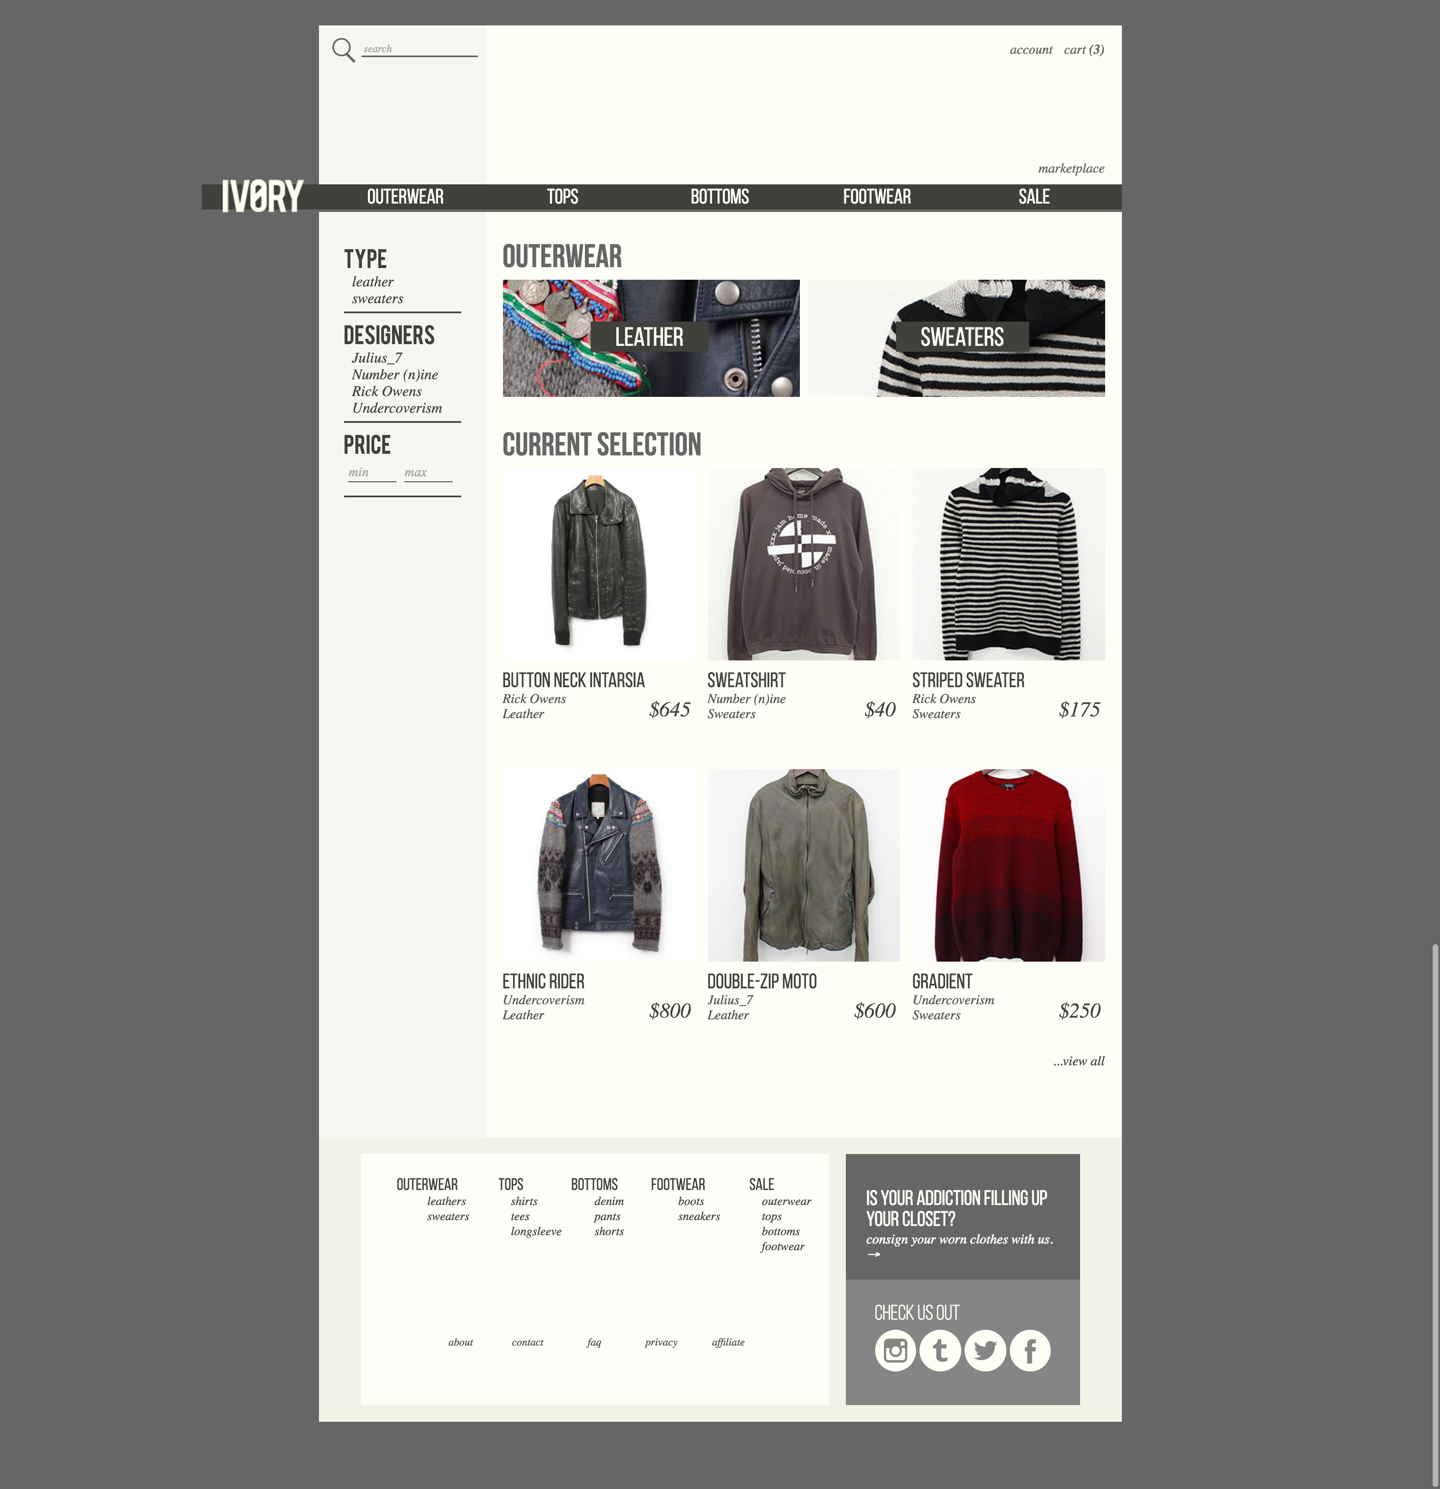 search
account cart (3)
marketplace
IVØRY OUTERWEAR TOPS BOTTOMS FOOTWEAR SALE
TYPE
leather
sweaters
DESIGNERS
Julius_7
Number (n)ine
Rick Owens
Undercoverism
PRICE
min max
OUTERWEAR
LEATHER SWEATERS
CURRENT SELECTION
BUTTON NECK INTARSIA
Rick Owens
Leather
$645
SWEATSHIRT
Number (n)ine
Sweaters
$40
STRIPED SWEATER
Rick Owens
Sweaters
$175
ETHNIC RIDER
Undercoverism
Leather
$800
DOUBLE-ZIP MOTO
Julius_7
Leather
$600
GRADIENT
Undercoverism
Sweaters
$250
...view all
OUTERWEAR
leathers
sweaters
TOPS
shirts
tees
longsleeve
BOTTOMS
denim
pants
shorts
FOOTWEAR
boots
sneakers
SALE
outerwear
tops
bottoms
footwear
about contact faq privacy affiliate
IS YOUR ADDICTION FILLING UP
YOUR CLOSET?
consign your worn clothes with us.
→
CHECK US OUT